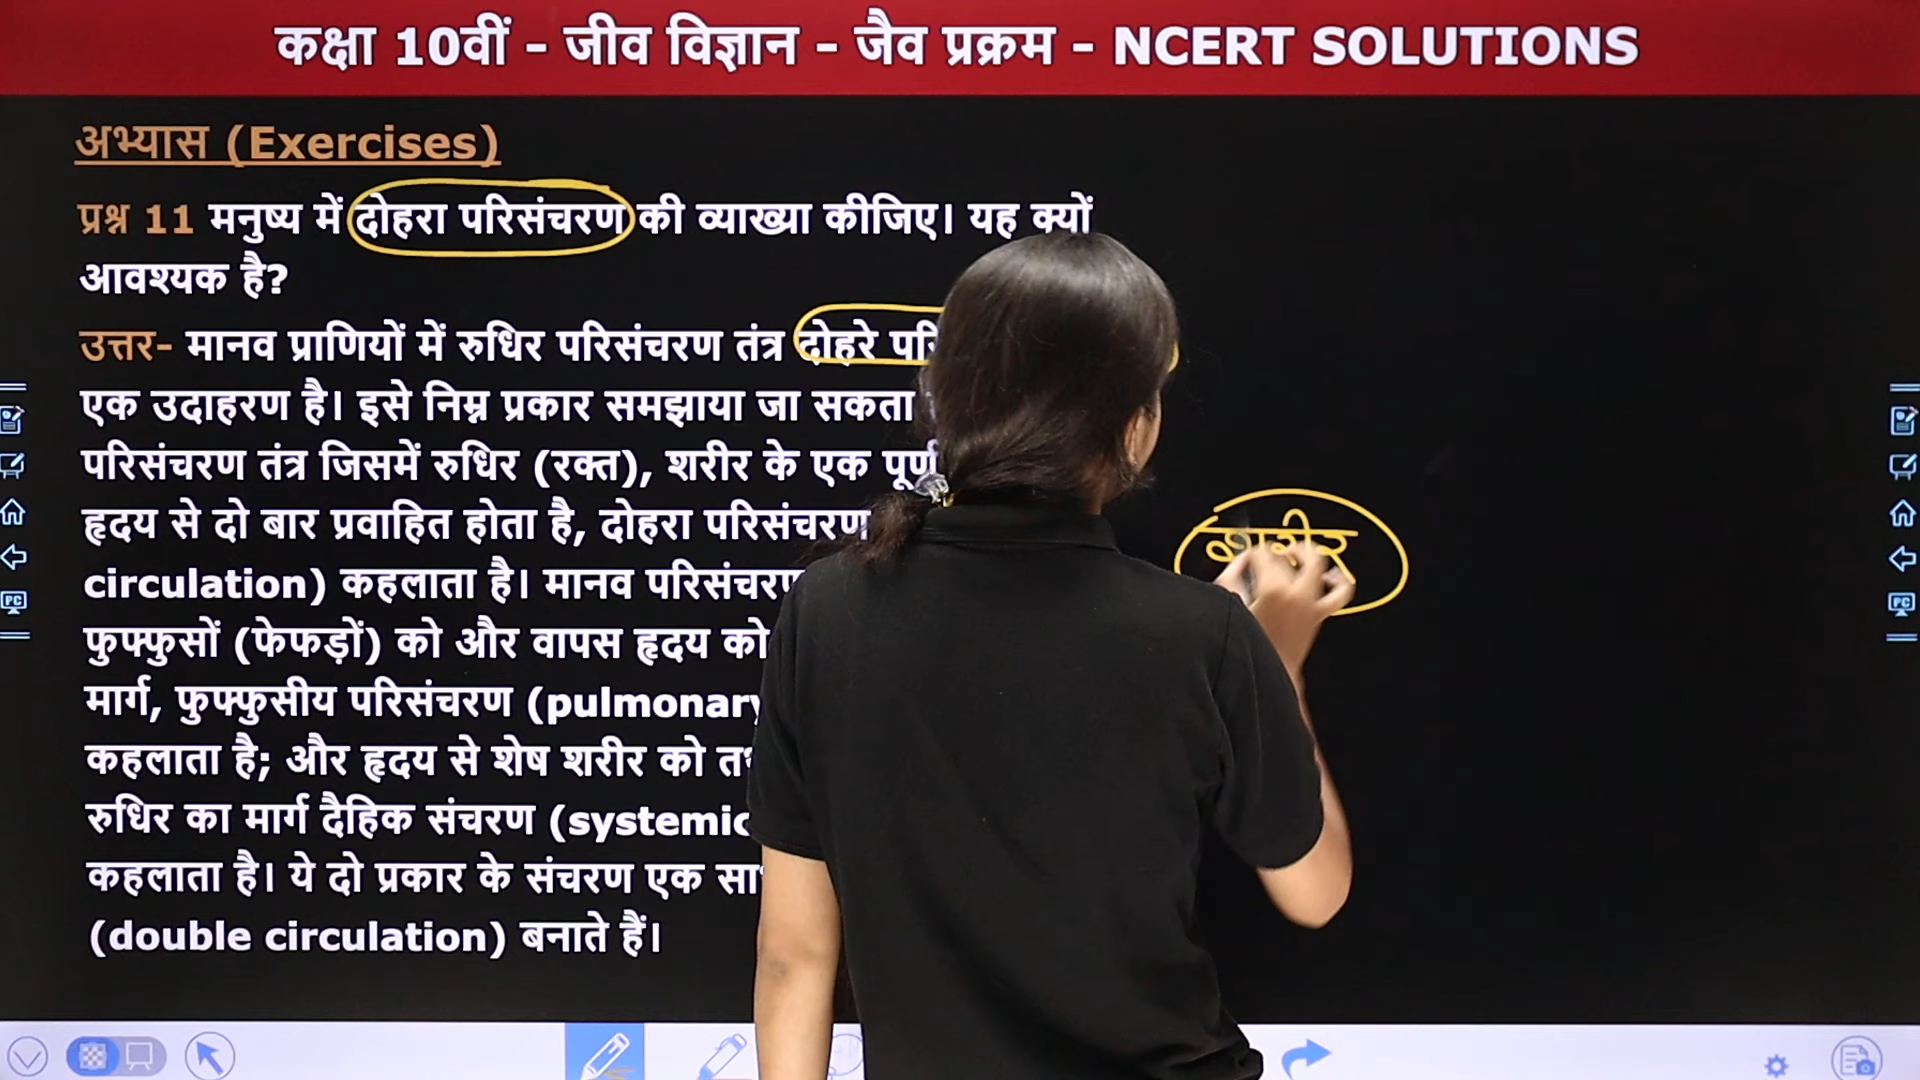 कक्षा 10वीं - जीव विज्ञान - जैव प्रक्रम - NCERT SOLUTIONS
अभ्यास (Exercises)
प्रश्न 11 मनुष्य में दोहरा परिसंचरण की व्याख्या कीजिए। यह क्यों
आवश्यक है?
उत्तर- मानव प्राणियों में रुधिर परिसंचरण तंत्र दोहरे
एक उदाहरण है। इसे निम्न प्रकार समझाया जा सकता
परिसंचरण तंत्र जिसमें रुधिर (रक्त), शरीर के एक पूर्ण
हृदय से दो बार प्रवाहित होता है, दोहरा परिसंचरण
circulation) कहलाता है। मानव
फुफ्फुसों (फेफड़ों) को और वापस हृदय को
मार्ग, फुफ्फुसीय परिसंचरण (pulmonary
कहलाता है; और हृदय से शेष शरीर को
रुधिर का मार्ग दैहिक संचरण (systemic
कहलाता है। ये दो प्रकार के संचरण एक
(double circulation) बनाते हैं।
शरीर
PC
PC